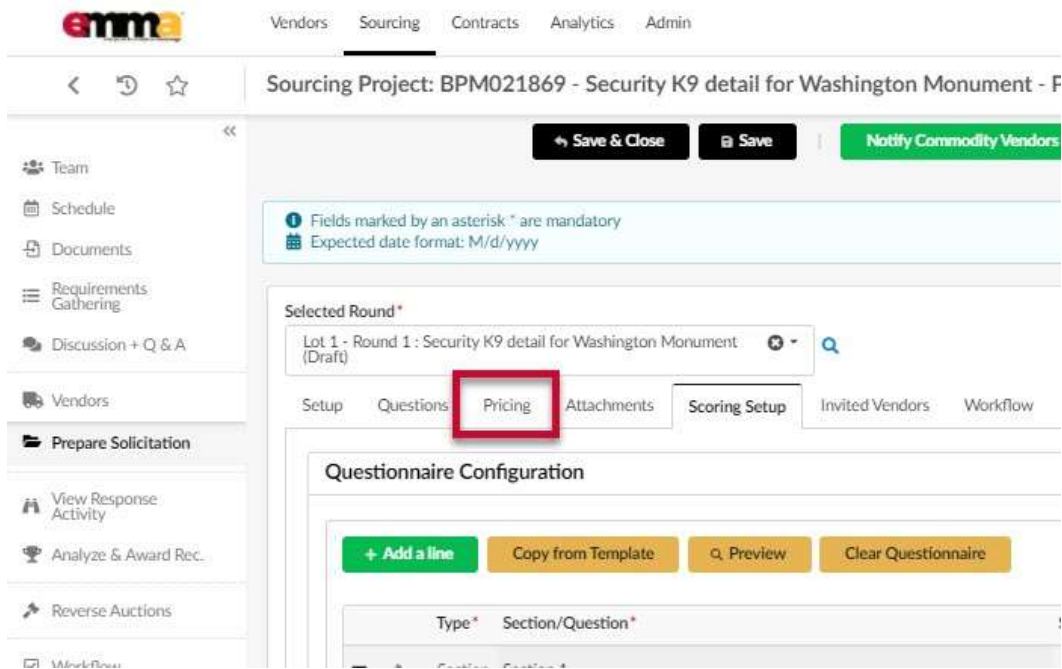 emma
Vendors Sourcing Contracts Analytics Admin
Sourcing Project: BPM021869 - Security K9 detail for Washington Monument - P
Save & Close Save Notify Commodity Vendors
Team
Schedule
Documents
Requirements
Gathering
Discussion + Q & A
Vendors
Prepare Solicitation
View Response
Activity
Analyze & Award Rec.
Reverse Auctions
Workflow
Fields marked by an asterisk * are mandatory
Expected date format: M/d/yyyy
Selected Round*
Lot 1 - Round 1 : Security K9 detail for Washington Monument
(Draft)
Setup Questions Pricing Attachments Scoring Setup Invited Vendors Workflow
Questionnaire Configuration
+ Add a line Copy from Template Preview Clear Questionnaire
Type* Section/Question*
Section Section 1